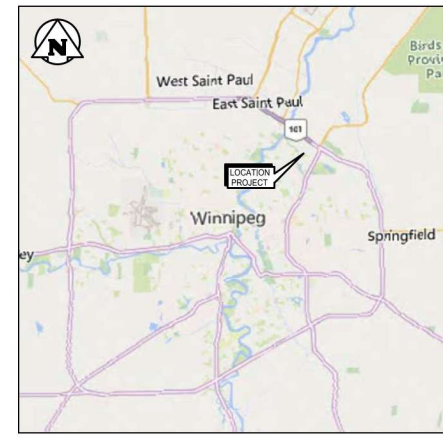 N
Birds
Provi
Pa
West Saint Paul
East Saint Paul
101
LOCATION
PROJECT
Winnipeg
Springfield
ey